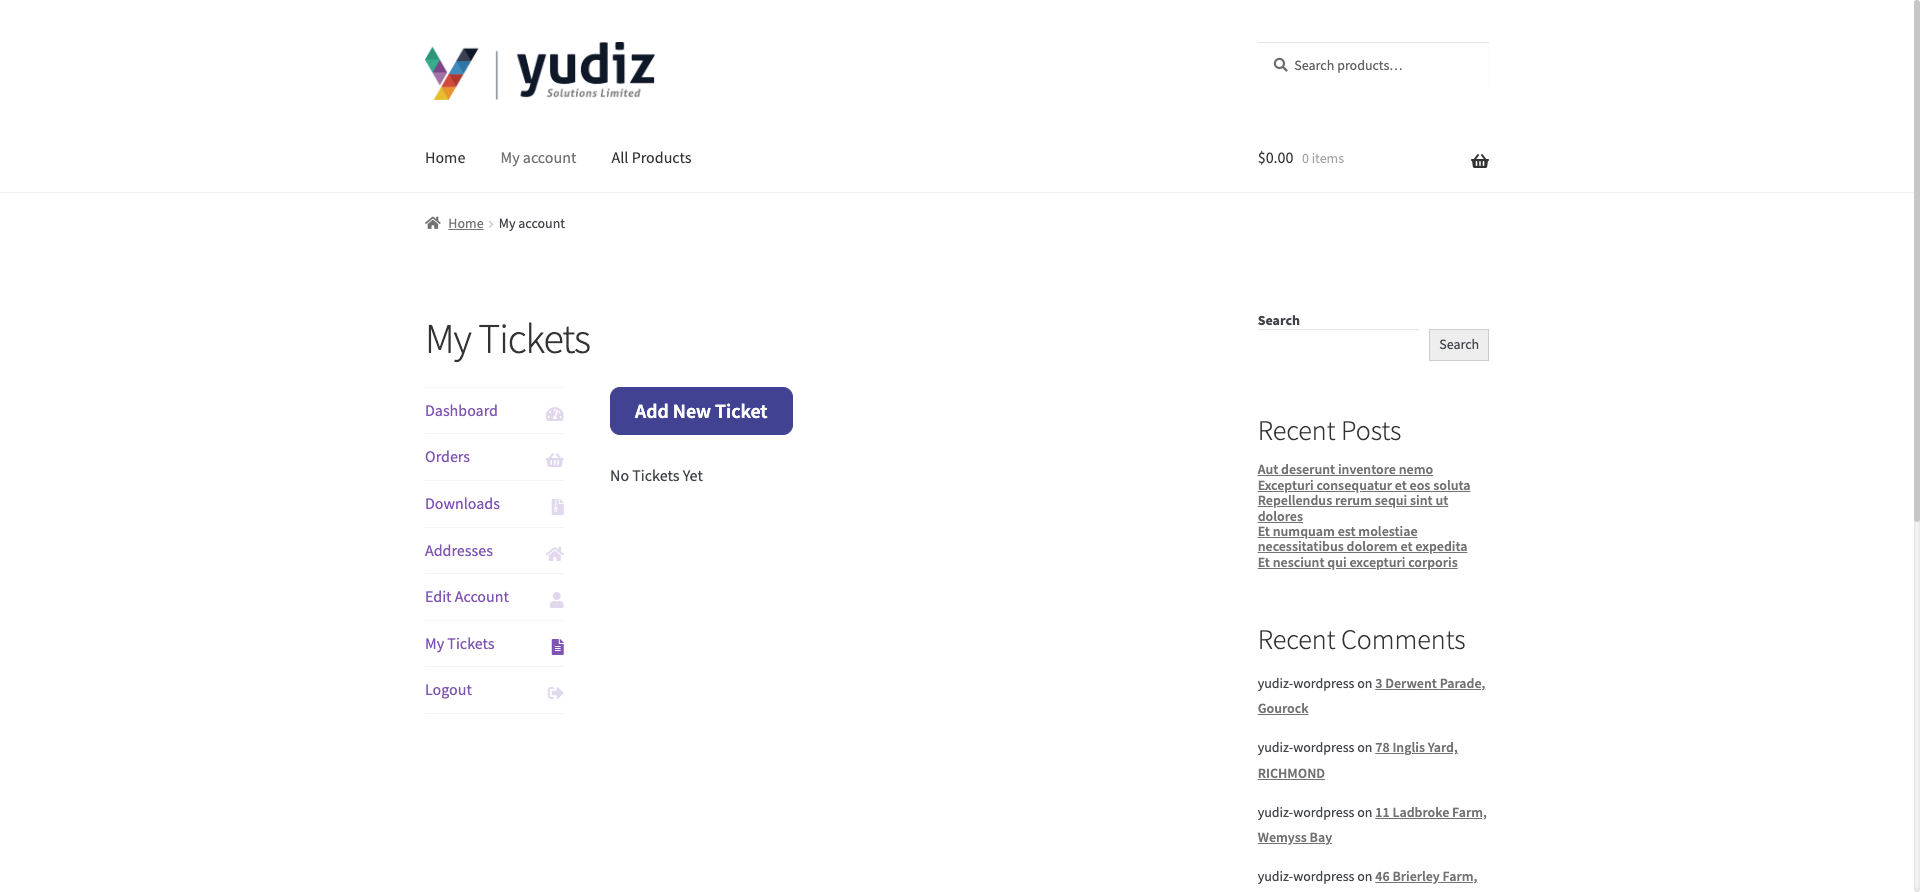 yudiz
Solutions Limited
Search products…
Home
My account
All Products
$0.00 0 items
Home
My account
My Tickets
Dashboard
Orders
Downloads
Addresses
Edit Account
My Tickets
Logout
Add New Ticket
No Tickets Yet
Search
Search
Recent Posts
Aut deserunt inventore nemo
Excepturi consequatur et eos soluta
Repellendus rerum sequi sint ut
dolores
Et numquam est molestiae
necessitatibus dolorem et expedita
Et nesciunt qui excepturi corporis
Recent Comments
yudiz-wordpress on 3 Derwent Parade,
Gourock
yudiz-wordpress on 78 Inglis Yard,
RICHMOND
yudiz-wordpress on 11 Ladbroke Farm,
Wemyss Bay
yudiz-wordpress on 46 Brierley Farm,